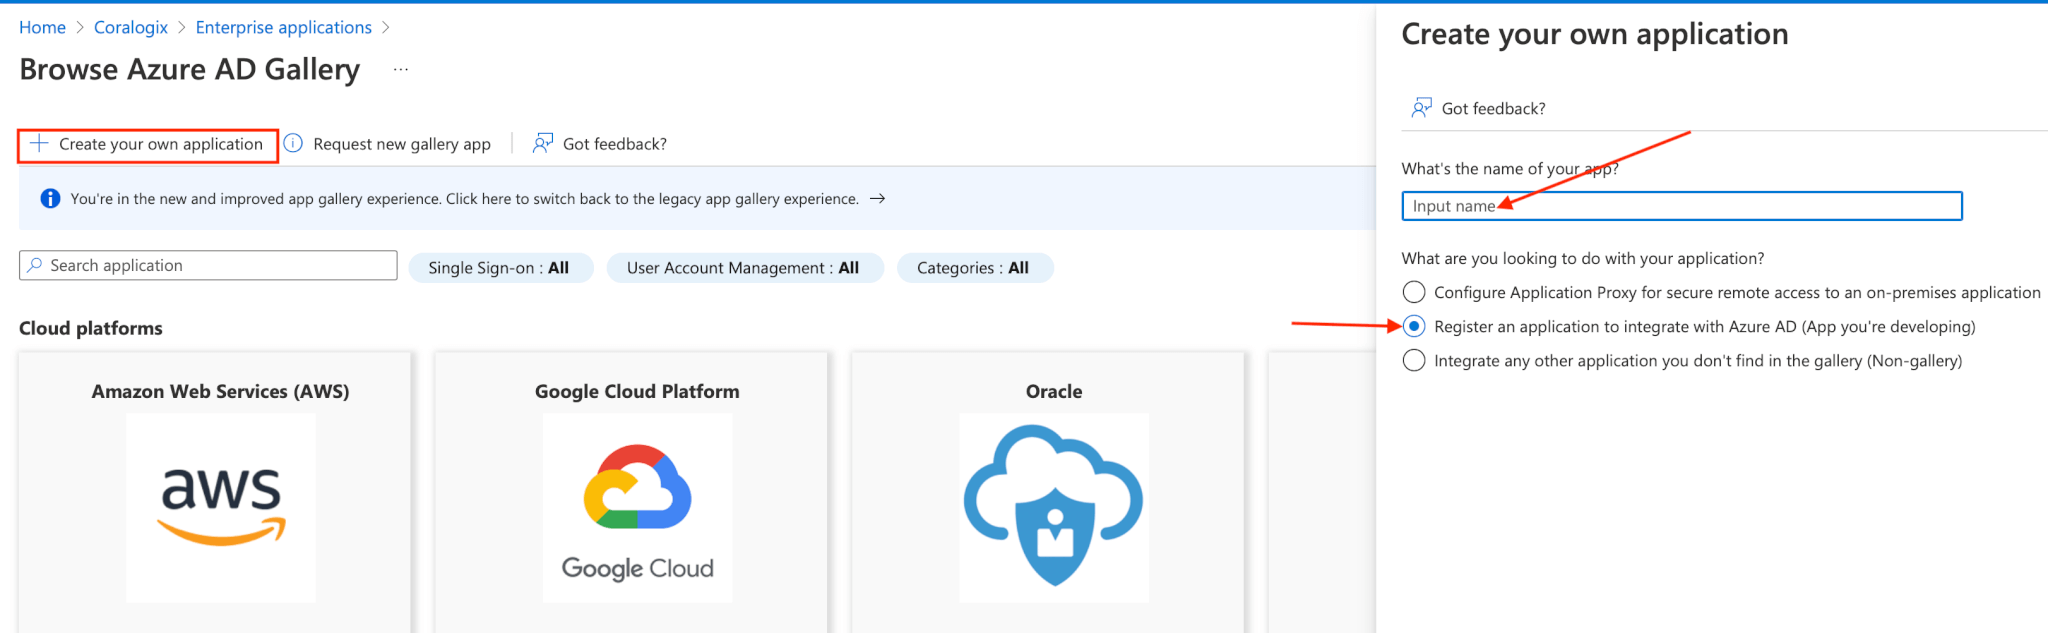 Home > Coralogix > Enterprise applications >
Browse Azure AD Gallery ...
Create your own application
Request new gallery app
Got feedback?
You're in the new and improved app gallery experience. Click here to switch back to the legacy app gallery experience. →
Search application
Single Sign-on : All
User Account Management : All
Categories : All
Cloud platforms
Amazon Web Services (AWS)
aws
Google Cloud Platform
Google Cloud
Oracle
Create your own application
Got feedback?
What's the name of your app?
Input name
What are you looking to do with your application?
Configure Application Proxy for secure remote access to an on-premises application
Register an application to integrate with Azure AD (App you're developing)
Integrate any other application you don't find in the gallery (Non-gallery)